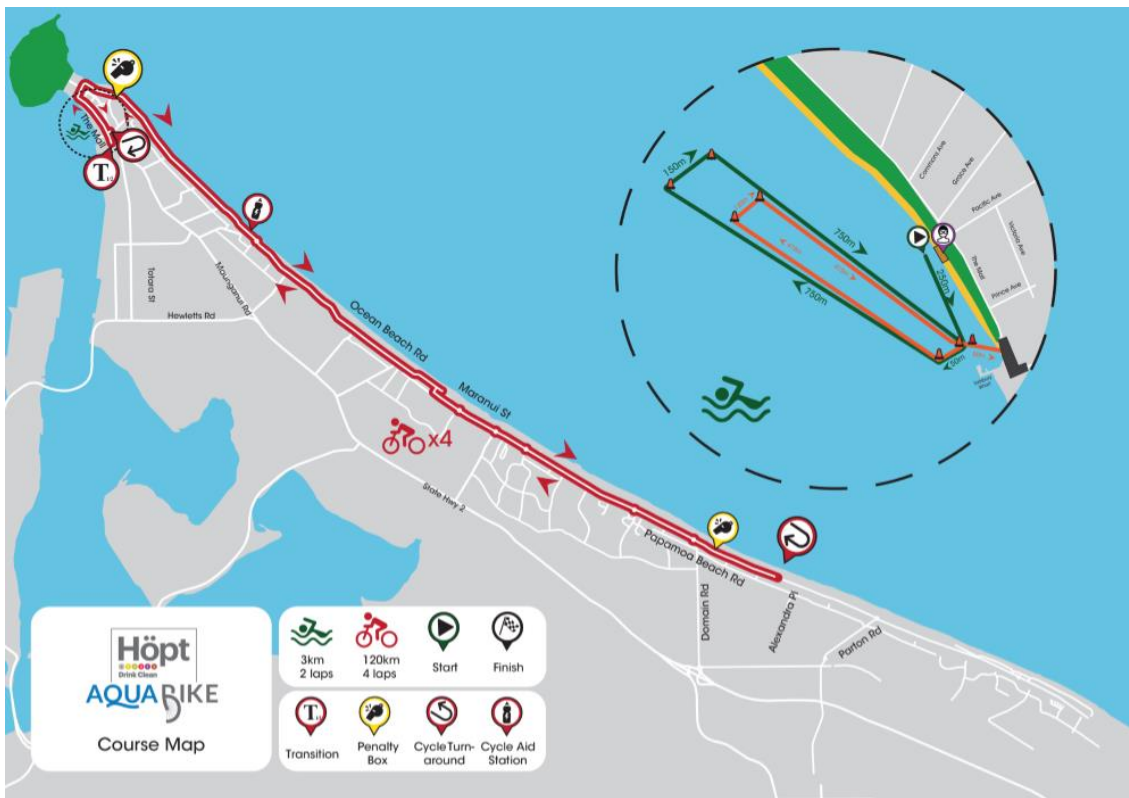 The Mall
T
Totara St
Maunganui Rd
Hewletts Rd
Ocean Beach Rd
Maranui St
x4
State Hwy 2
Papamoa Beach Rd
Domain Rd
Alexandra Pl
Parton Rd
150m
750m
750m
250m
50m
Commons Ave
Grace Ave
Pacific Ave
Victoria Ave
The Mall
Prince Ave
Höpt
Drink Clean
AQUABIKE
Course Map
3km
2 laps
120km
4 laps
Start
Finish
T
Transition
Penalty
Box
Cycle Turn-
around
Cycle Aid
Station